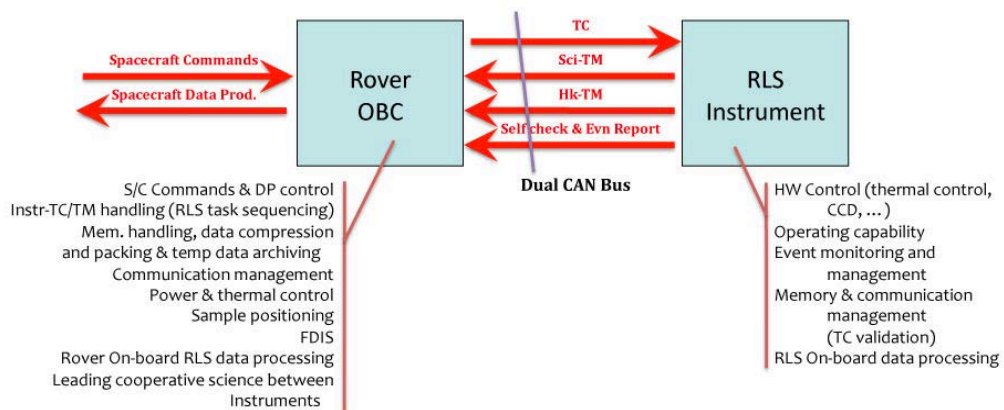 TC
Spacecraft Commands
Sci-TM
Rover
OBC
RLS
Instrument
Spacecraft Data Prod.
Hk-TM
Self check & Evn Report
Dual CAN Bus
S/C Commands & DP control
Instr-TC/TM handling (RLS task sequencing)
Mem. handling, data compression
and packing & temp data archiving
Communication management
Power & thermal control
Sample positioning
FDIS
Rover On-board RLS data processing
Leading cooperative science between
Instruments
HW Control (thermal control,
CCD, ...)
Operating capability
Event monitoring and
management
Memory & communication
management
(TC validation)
RLS On-board data processing